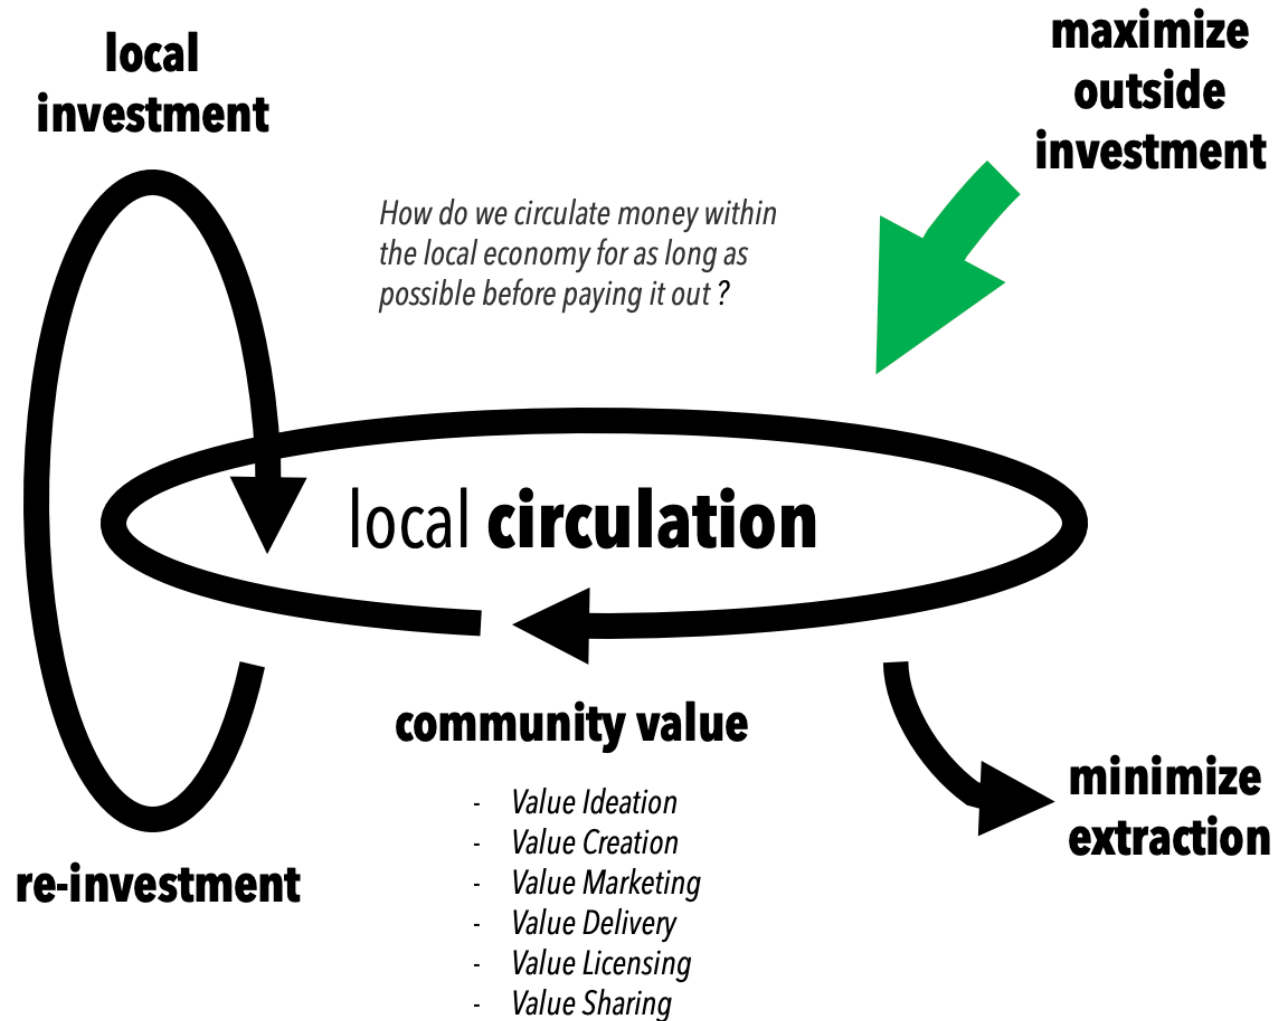 local
investment
maximize
outside
investment
How do we circulate money within
the local economy for as long as
possible before paying it out ?
local circulation
community value
- Value Ideation
- Value Creation
- Value Marketing
- Value Delivery
- Value Licensing
- Value Sharing
minimize
extraction
re-investment